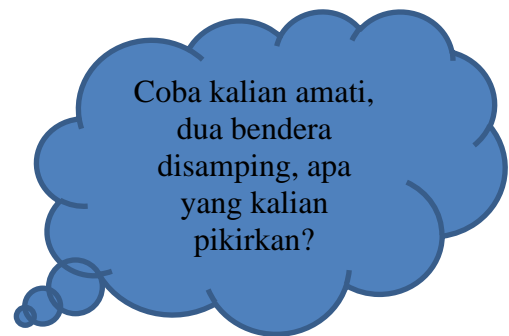 Coba kalian amati,
dua bendera
disamping, apa
yang kalian
pikirkan?